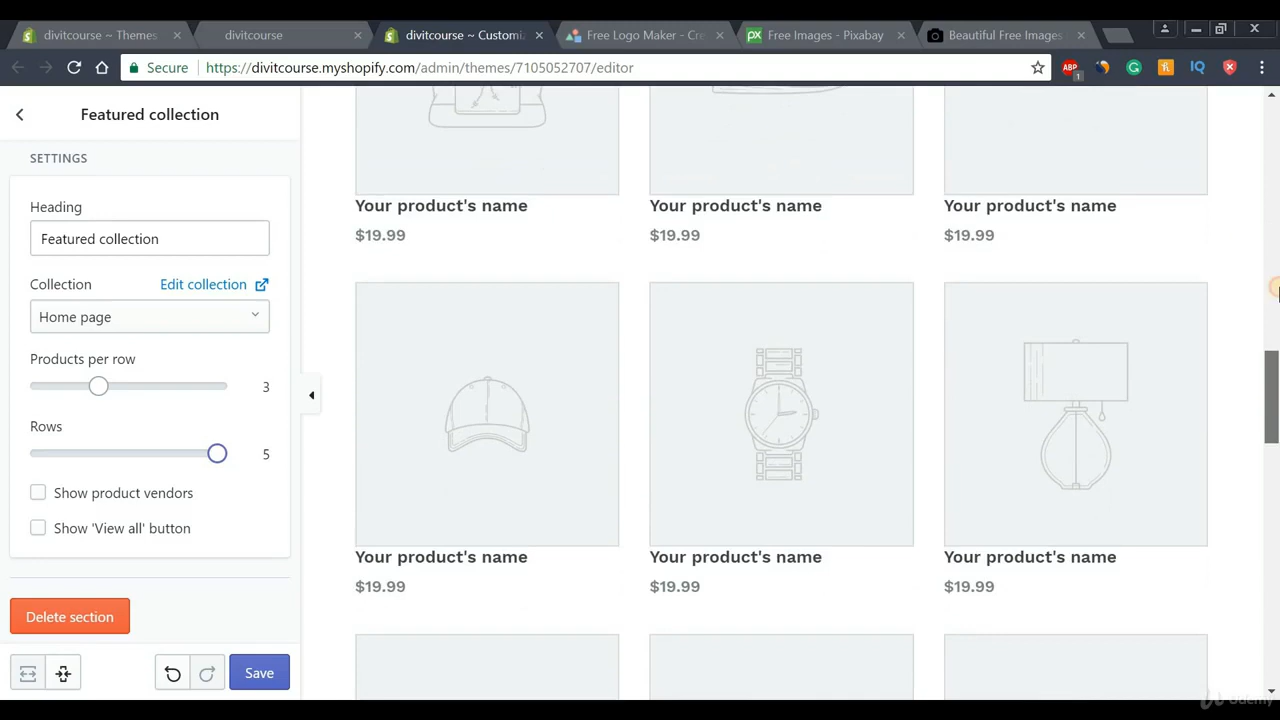 divitcourse ~ Themes
divitcourse
divitcourse ~ Customi
Free Logo Maker - Cre
Free Images - Pixabay
Beautiful Free Images
Secure
https://divitcourse.myshopify.com/admin/themes/7105052707/editor
ABP
1
IQ
Featured collection
SETTINGS
Heading
Featured collection
Collection
Edit collection
Home page
Products per row
3
Rows
5
Show product vendors
Show 'View all' button
Delete section
Save
Your product's name
Your product's name
Your product's name
$19.99
$19.99
$19.99
Your product's name
Your product's name
Your product's name
$19.99
$19.99
$19.99
Udemy